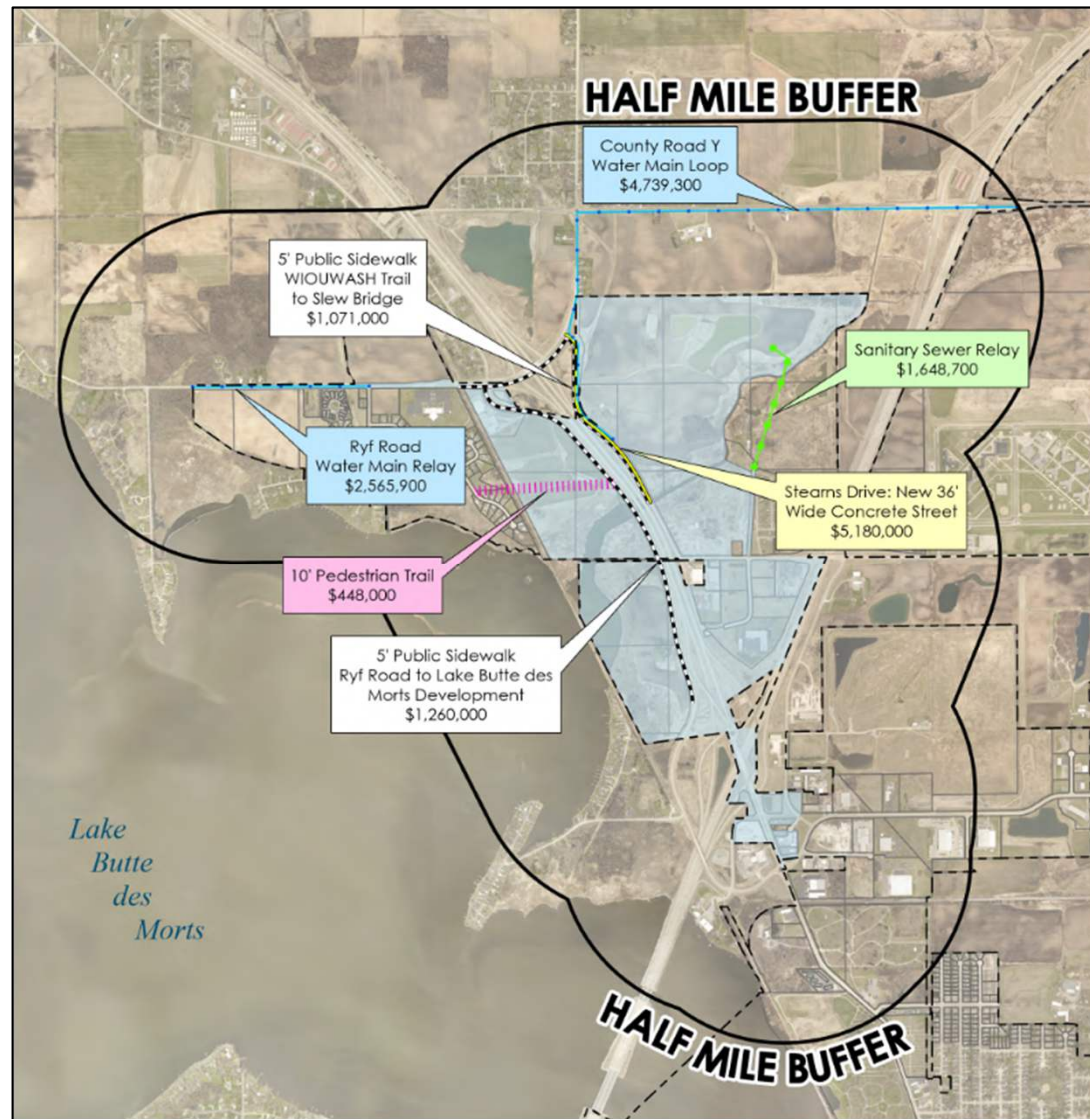 HALF MILE BUFFER
County Road Y
Water Main Loop
$4,739,300
5' Public Sidewalk
WIOUWASH Trail
to Slew Bridge
$1,071,000
Sanitary Sewer Relay
$1,648,700
Ryf Road
Water Main Relay
$2,565,900
Stearns Drive: New 36'
Wide Concrete Street
$5,180,000
10' Pedestrian Trail
$448,000
5' Public Sidewalk
Ryf Road to Lake Butte des
Morts Development
$1,260,000
Lake
Butte
des
Morts
HALF MILE BUFFER